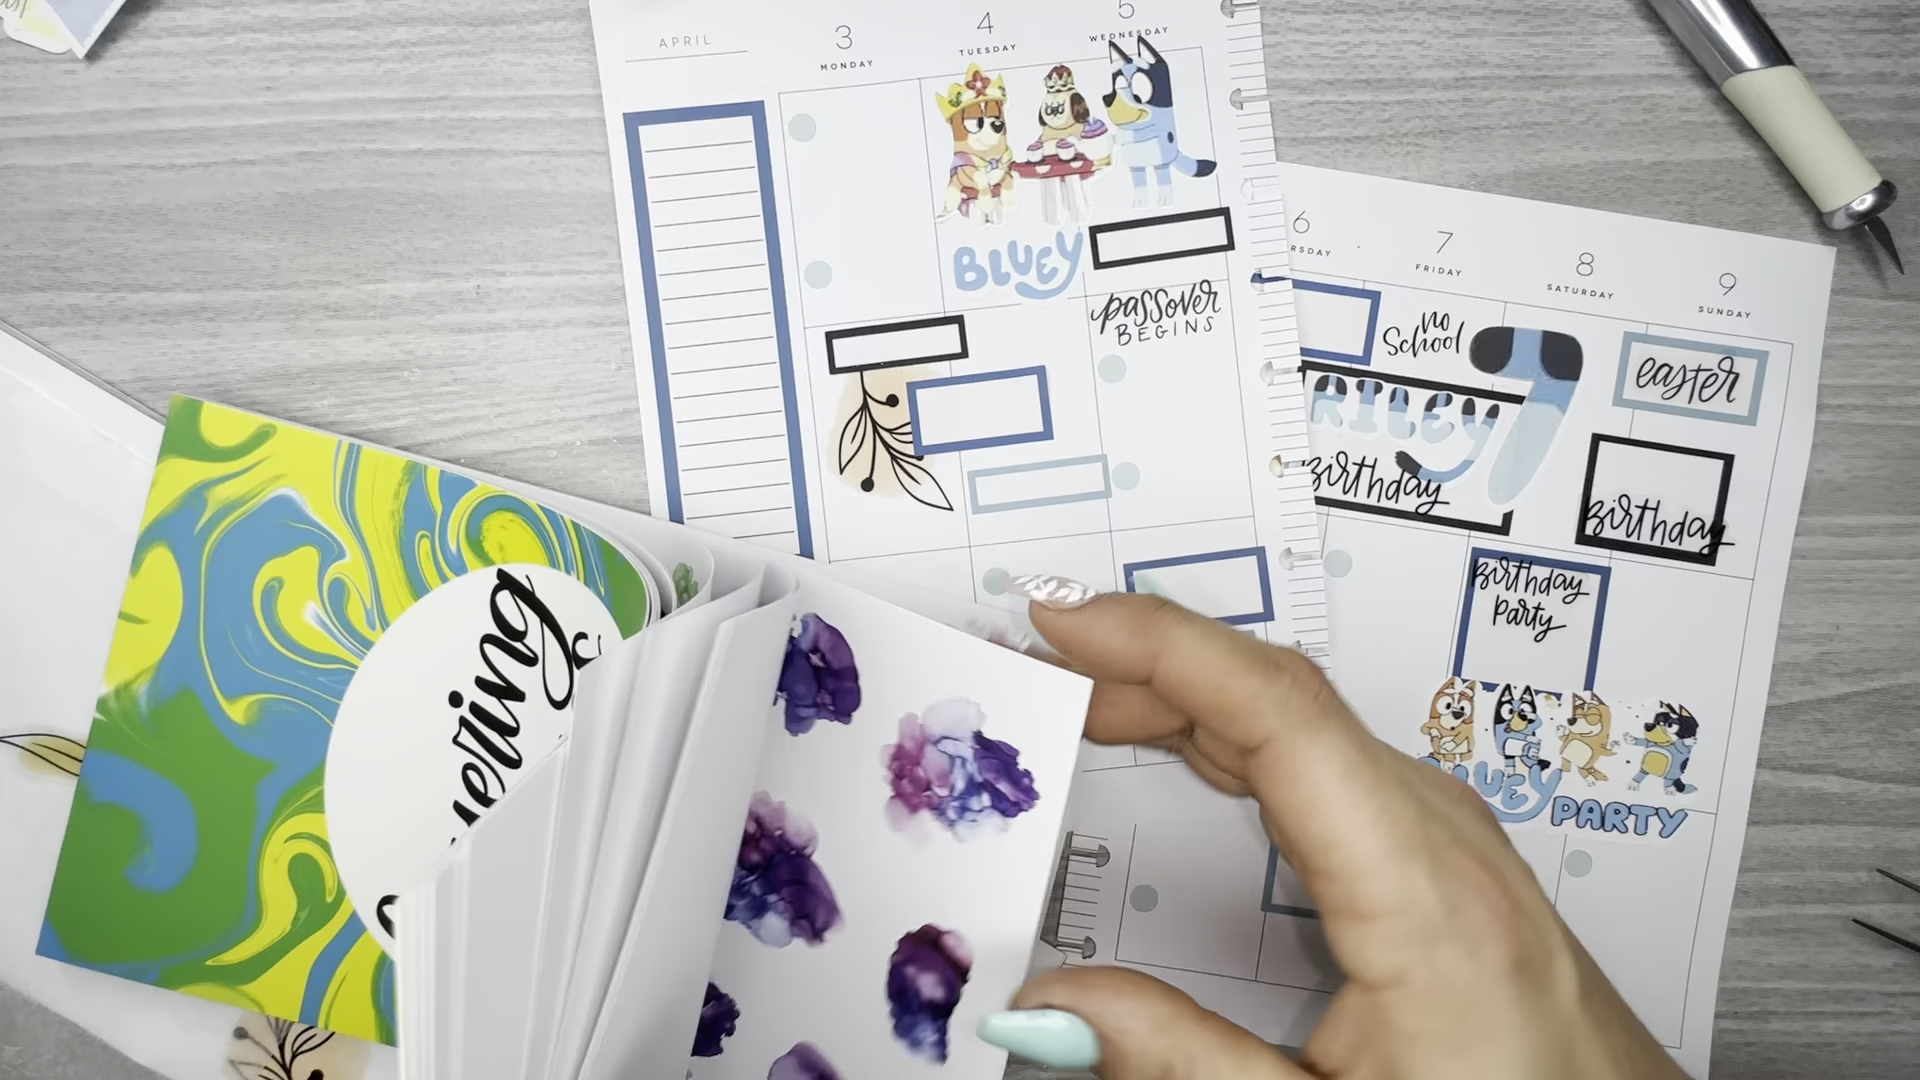 APRIL
3
MONDAY
4
TUESDAY
5
WEDNESDAY
BLUEY
passover
BEGINS
6
7
FRIDAY
8
SATURDAY
9
SUNDAY
no
School
7
easter
RILEY
Birthday
Birthday
Birthday
Party
BLUEY
PARTY